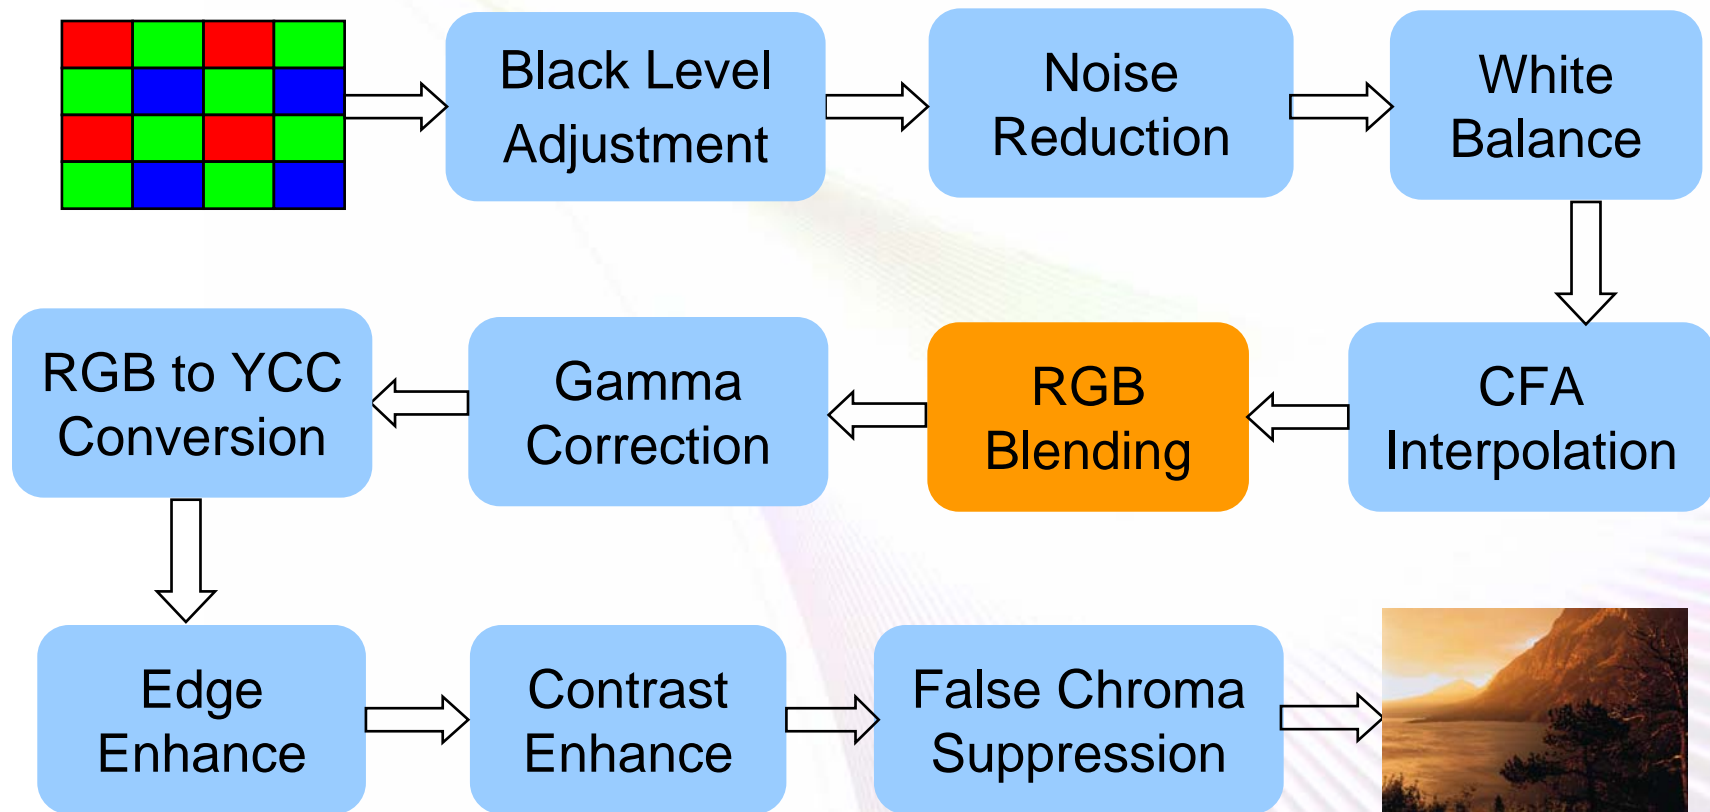 Black Level
Adjustment
Noise
Reduction
White
Balance
CFA
Interpolation
RGB
Blending
Gamma
Correction
RGB to YCC
Conversion
Edge
Enhance
Contrast
Enhance
False Chroma
Suppression